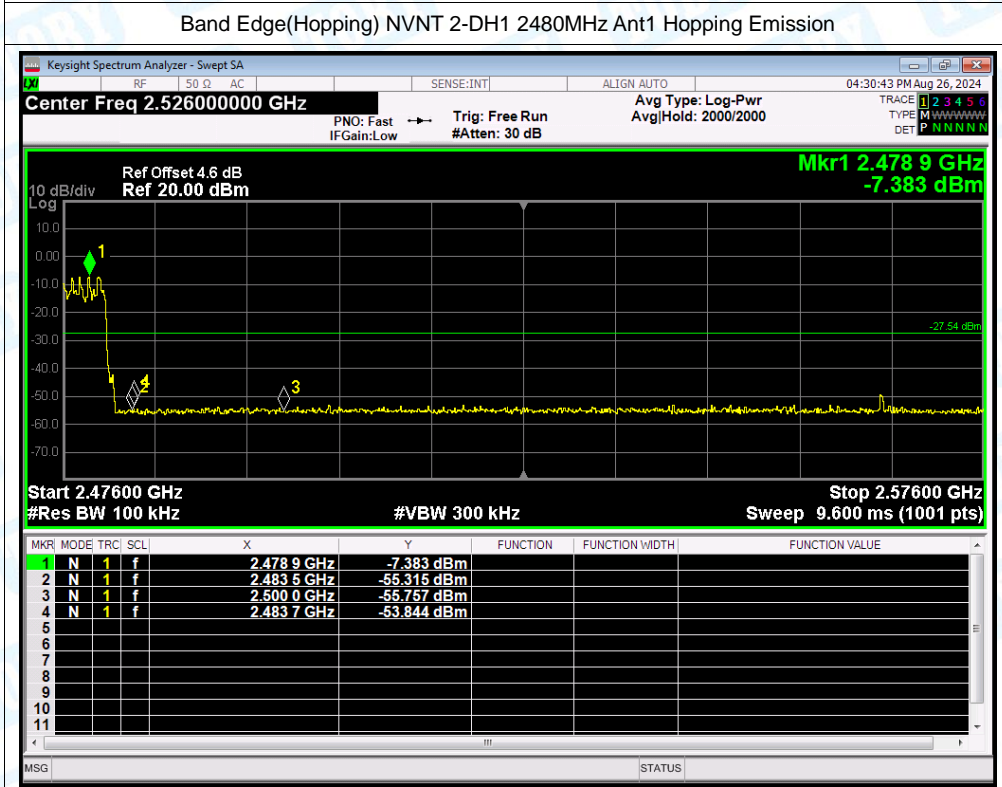 Band Edge(Hopping) NVNT 2-DH1 2480MHz Ant1 Hopping Emission
Keysight Spectrum Analyzer - Swept SA
LXI RF 50 Ω AC SENSE:INT ALIGN AUTO 04:30:43 PM Aug 26, 2024
Center Freq 2.526000000 GHz Avg Type: Log-Pwr TRACE 1 2 3 4 5 6
PNO: Fast Trig: Free Run Avg|Hold: 2000/2000 TYPE M WWWWW
IFGain:Low #Atten: 30 dB DET P N N N N N
Mkr1 2.478 9 GHz
Ref Offset 4.6 dB
10 dB/div Ref 20.00 dBm -7.383 dBm
Log
10.0
1
0.00
-10.0
-20.0
-27.54 dBm
-30.0
-40.0
4
2
3
-50.0
-60.0
-70.0
Start 2.47600 GHz Stop 2.57600 GHz
#Res BW 100 kHz #VBW 300 kHz Sweep 9.600 ms (1001 pts)
MKR MODE TRC SCL X Y FUNCTION FUNCTION WIDTH FUNCTION VALUE
1 N 1 f 2.478 9 GHz -7.383 dBm
2 N 1 f 2.483 5 GHz -55.315 dBm
3 N 1 f 2.500 0 GHz -55.757 dBm
4 N 1 f 2.483 7 GHz -53.844 dBm
5
6
7
8
9
10
11
MSG STATUS